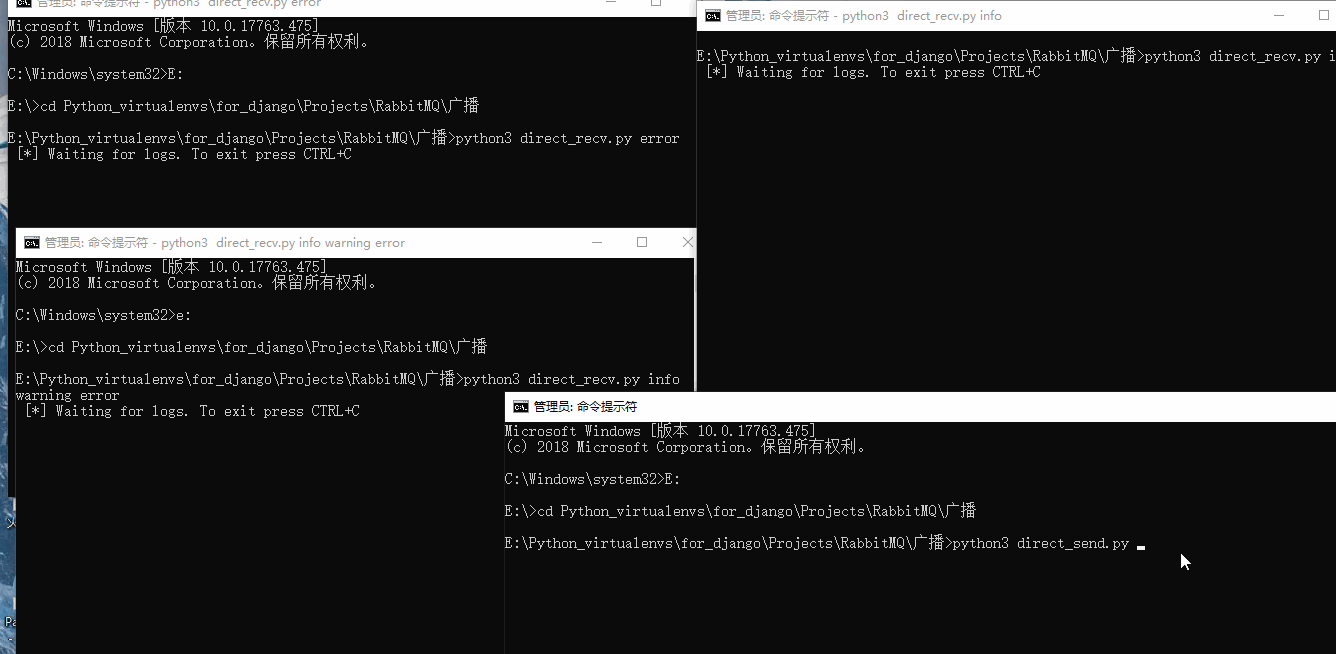 管理员: 命令提示符 - python3 direct_recv.py error
Microsoft Windows [版本 10.0.17763.475]
(c) 2018 Microsoft Corporation。保留所有权利。
C:\Windows\system32>E:
E:\>cd Python_virtualenvs\for_django\Projects\RabbitMQ\广播
E:\Python_virtualenvs\for_django\Projects\RabbitMQ\广播>python3 direct_recv.py error
[*] Waiting for logs. To exit press CTRL+C
管理员: 命令提示符 - python3 direct_recv.py info
E:\Python_virtualenvs\for_django\Projects\RabbitMQ\广播>python3 direct_recv.py i
[*] Waiting for logs. To exit press CTRL+C
管理员: 命令提示符 - python3 direct_recv.py info warning error
Microsoft Windows [版本 10.0.17763.475]
(c) 2018 Microsoft Corporation。保留所有权利。
C:\Windows\system32>e:
E:\>cd Python_virtualenvs\for_django\Projects\RabbitMQ\广播
E:\Python_virtualenvs\for_django\Projects\RabbitMQ\广播>python3 direct_recv.py info
warning error
[*] Waiting for logs. To exit press CTRL+C
管理员: 命令提示符
Microsoft Windows [版本 10.0.17763.475]
(c) 2018 Microsoft Corporation。保留所有权利。
C:\Windows\system32>E:
E:\>cd Python_virtualenvs\for_django\Projects\RabbitMQ\广播
E:\Python_virtualenvs\for_django\Projects\RabbitMQ\广播>python3 direct_send.py